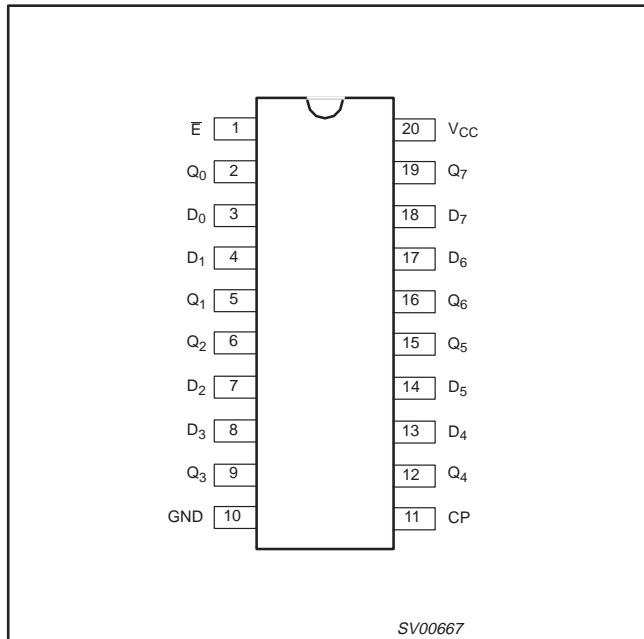 E̅ 1 20 VCC
Q0 2 19 Q7
D0 3 18 D7
D1 4 17 D6
Q1 5 16 Q6
Q2 6 15 Q5
D2 7 14 D5
D3 8 13 D4
Q3 9 12 Q4
GND 10 11 CP
SV00667